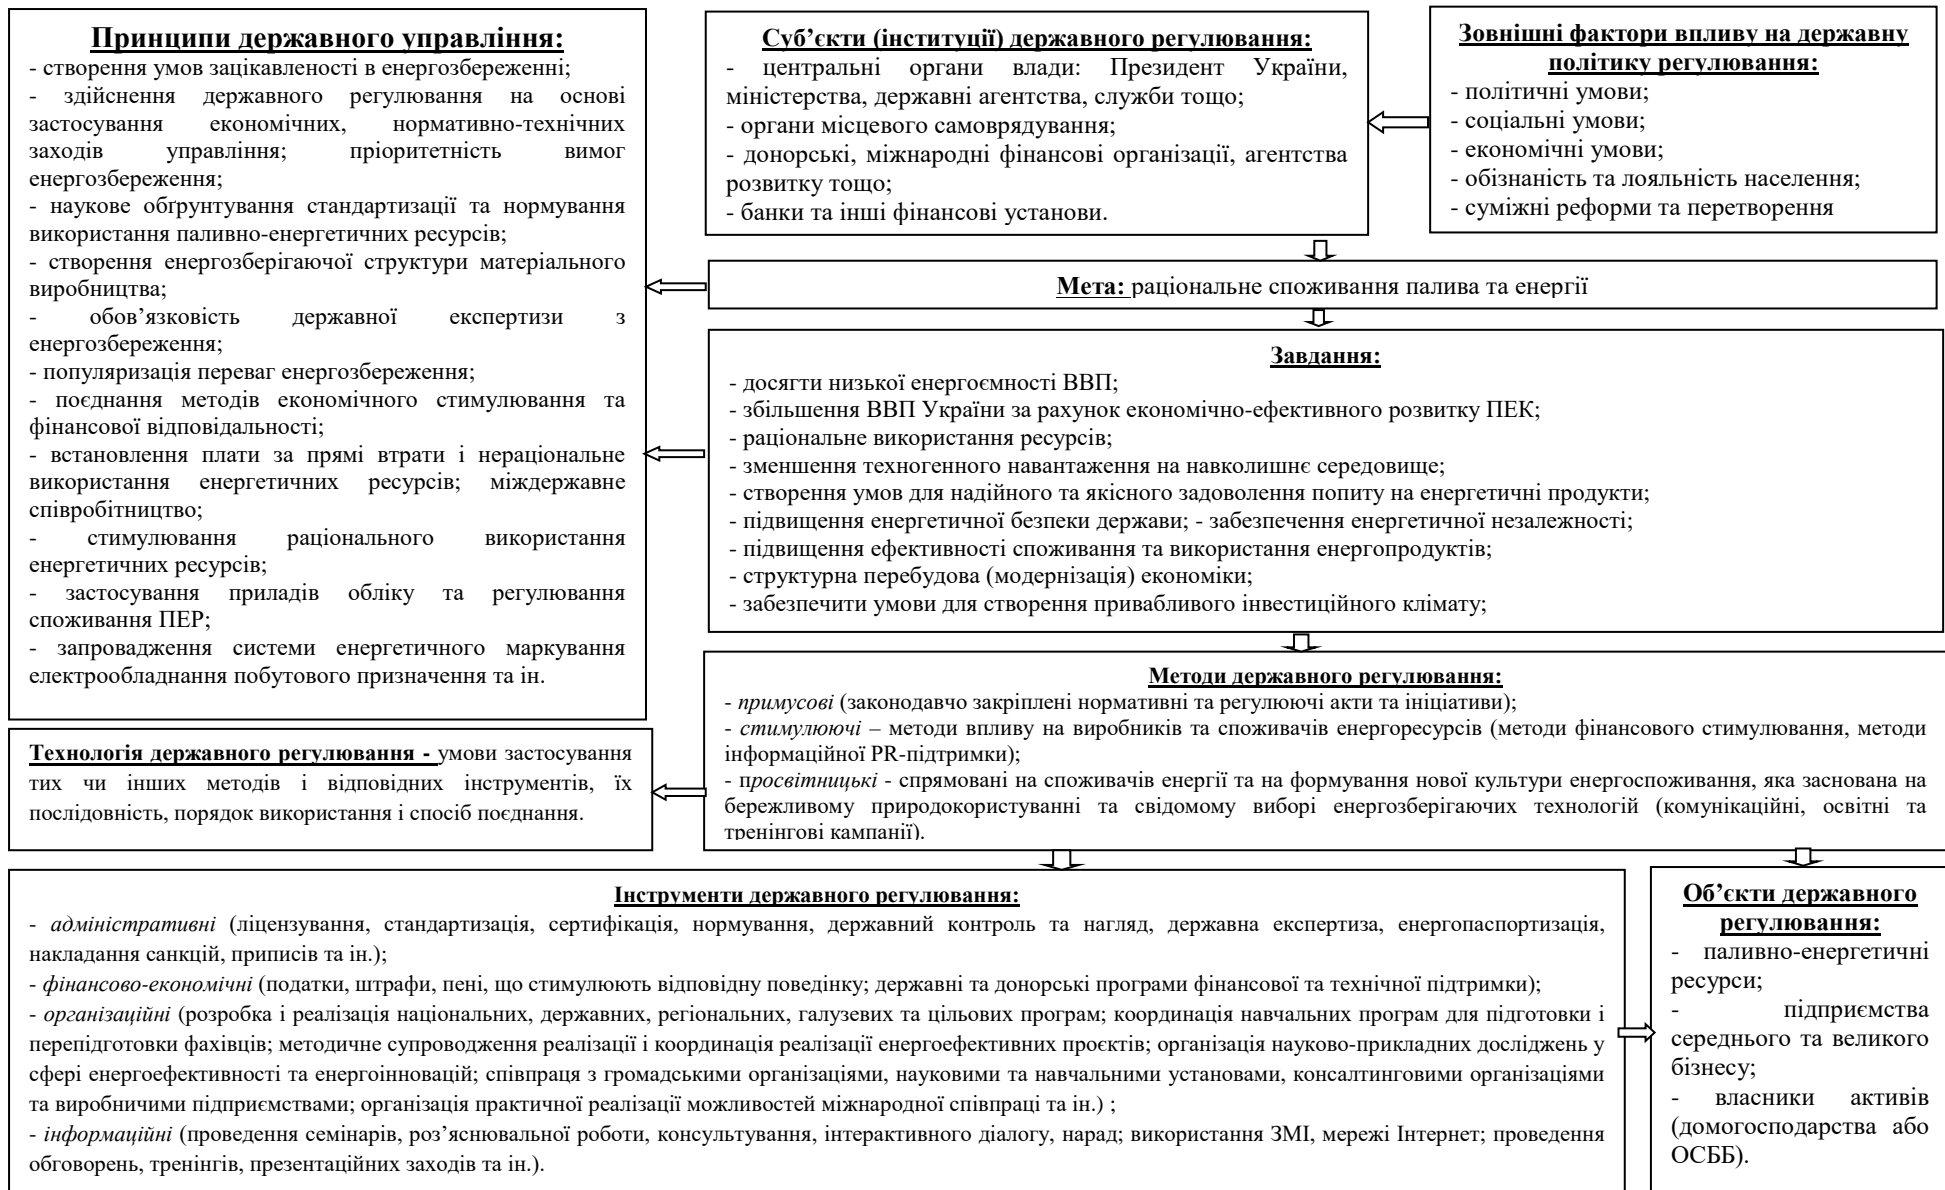 Принципи державного управління:
- створення умов зацікавленості в енергозбереженні;
- здійснення державного регулювання на основі
застосування економічних, нормативно-технічних
заходів управління; пріоритетність вимог
енергозбереження;
- наукове обґрунтування стандартизації та нормування
використання паливно-енергетичних ресурсів;
- створення енергозберігаючої структури матеріального
виробництва;
- обов’язковість державної експертизи з
енергозбереження;
- популяризація переваг енергозбереження;
- поєднання методів економічного стимулювання та
фінансової відповідальності;
- встановлення плати за прямі втрати і нераціональне
використання енергетичних ресурсів; міждержавне
співробітництво;
- стимулювання раціонального використання
енергетичних ресурсів;
- застосування приладів обліку та регулювання
споживання ПЕР;
- запровадження системи енергетичного маркування
електрообладнання побутового призначення та ін.
Суб’єкти (інституції) державного регулювання:
- центральні органи влади: Президент України,
міністерства, державні агентства, служби тощо;
- органи місцевого самоврядування;
- донорські, міжнародні фінансові організації, агентства
розвитку тощо;
- банки та інші фінансові установи.
Зовнішні фактори впливу на державну
політику регулювання:
- політичні умови;
- соціальні умови;
- економічні умови;
- обізнаність та лояльність населення;
- суміжні реформи та перетворення
Мета: раціональне споживання палива та енергії
Завдання:
- досягти низької енергоємності ВВП;
- збільшення ВВП України за рахунок економічно-ефективного розвитку ПЕК;
- раціональне використання ресурсів;
- зменшення техногенного навантаження на навколишнє середовище;
- створення умов для надійного та якісного задоволення попиту на енергетичні продукти;
- підвищення енергетичної безпеки держави; - забезпечення енергетичної незалежності;
- підвищення ефективності споживання та використання енергопродуктів;
- структурна перебудова (модернізація) економіки;
- забезпечити умови для створення привабливого інвестиційного клімату;
Методи державного регулювання:
- примусові (законодавчо закріплені нормативні та регулюючі акти та ініціативи);
- стимулюючі – методи впливу на виробників та споживачів енергоресурсів (методи фінансового стимулювання, методи
інформаційної PR-підтримки);
- просвітницькі - спрямовані на споживачів енергії та на формування нової культури енергоспоживання, яка заснована на
бережливому природокористуванні та свідомому виборі енергозберігаючих технологій (комунікаційні, освітні та
тренінгові кампанії).
Технологія державного регулювання - умови застосування
тих чи інших методів і відповідних інструментів, їх
послідовність, порядок використання і спосіб поєднання.
Інструменти державного регулювання:
- адміністративні (ліцензування, стандартизація, сертифікація, нормування, державний контроль та нагляд, державна експертиза, енергопаспортизація,
накладання санкцій, приписів та ін.);
- фінансово-економічні (податки, штрафи, пені, що стимулюють відповідну поведінку; державні та донорські програми фінансової та технічної підтримки);
- організаційні (розробка і реалізація національних, державних, регіональних, галузевих та цільових програм; координація навчальних програм для підготовки і
перепідготовки фахівців; методичне супроводження реалізації і координація реалізації енергоефективних проєктів; організація науково-прикладних досліджень у
сфері енергоефективності та енергоінновацій; співпраця з громадськими організаціями, науковими та навчальними установами, консалтинговими організаціями
та виробничими підприємствами; організація практичної реалізації можливостей міжнародної співпраці та ін.) ;
- інформаційні (проведення семінарів, роз’яснювальної роботи, консультування, інтерактивного діалогу, нарад; використання ЗМІ, мережі Інтернет; проведення
обговорень, тренінгів, презентаційних заходів та ін.).
Об’єкти державного
регулювання:
- паливно-енергетичні
ресурси;
- підприємства
середнього та великого
бізнесу;
- власники активів
(домогосподарства або
ОСББ).